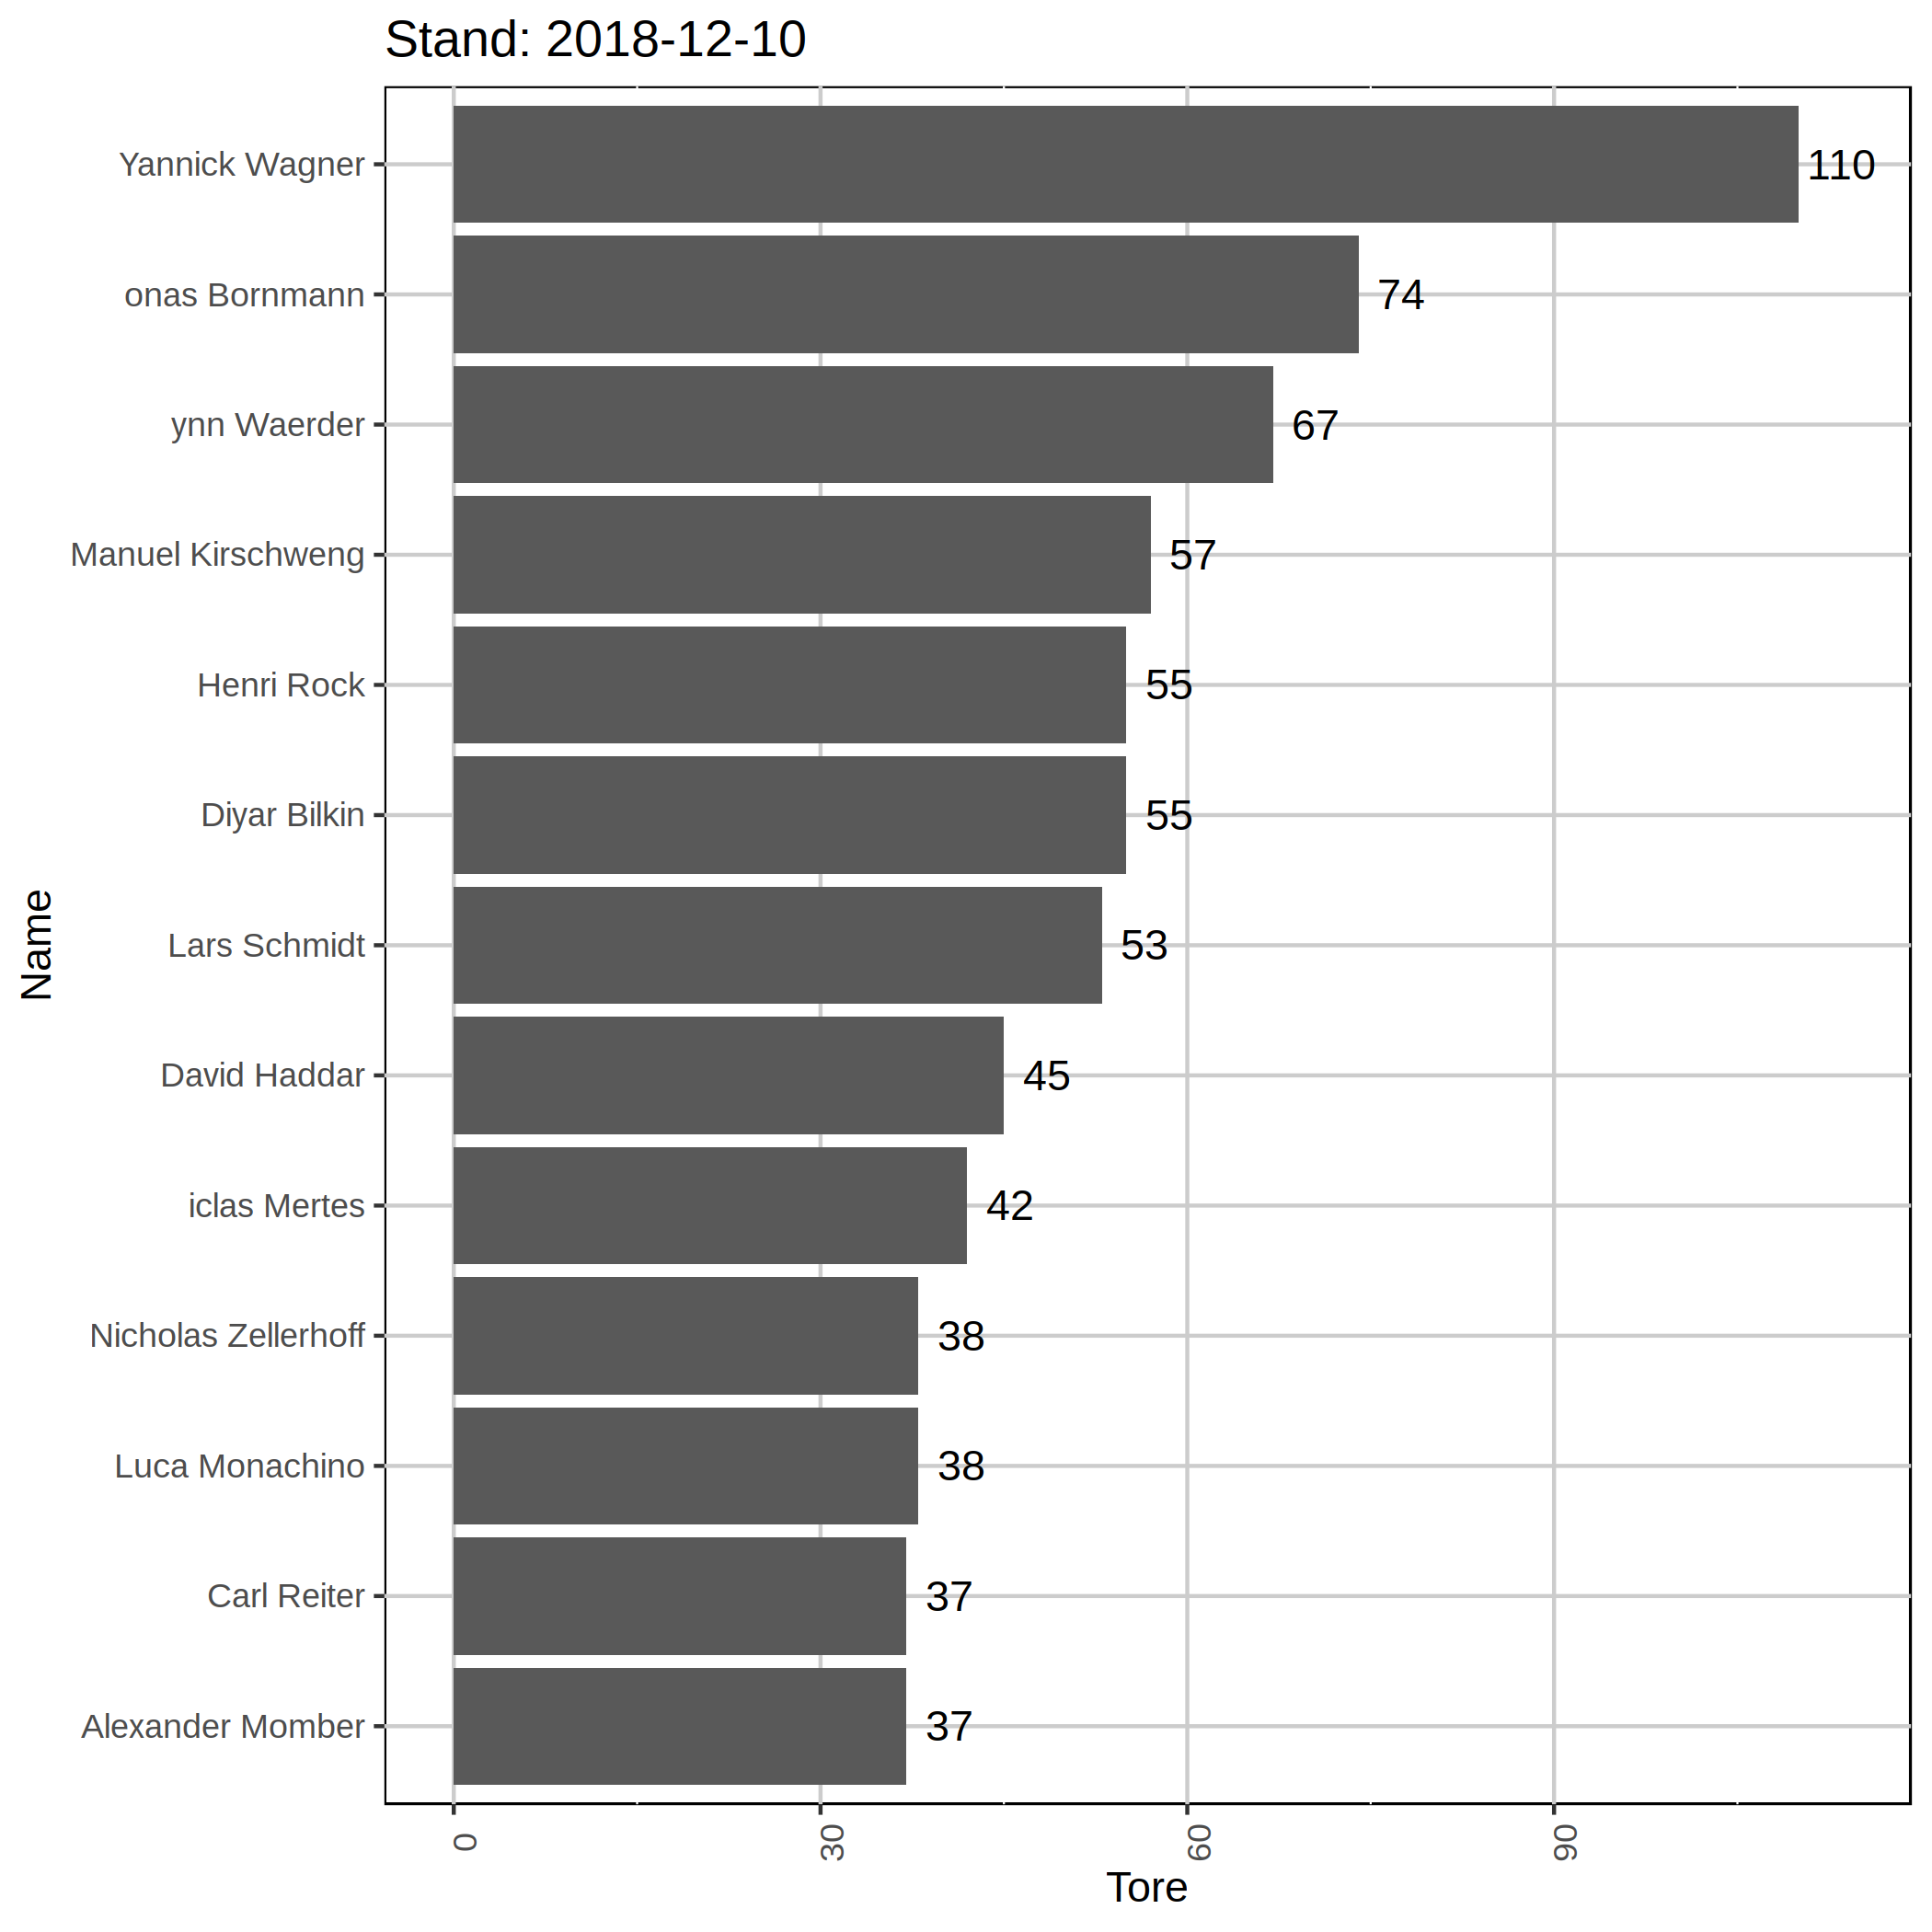 Stand: 2018-12-10
Yannick Wagner 110
onas Bornmann 74
ynn Waerder 67
Manuel Kirschweng 57
Henri Rock 55
Diyar Bilkin 55
Lars Schmidt 53
David Haddar 45
iclas Mertes 42
Nicholas Zellerhoff 38
Luca Monachino 38
Carl Reiter 37
Alexander Momber 37
Name
0 30 60 90
Tore